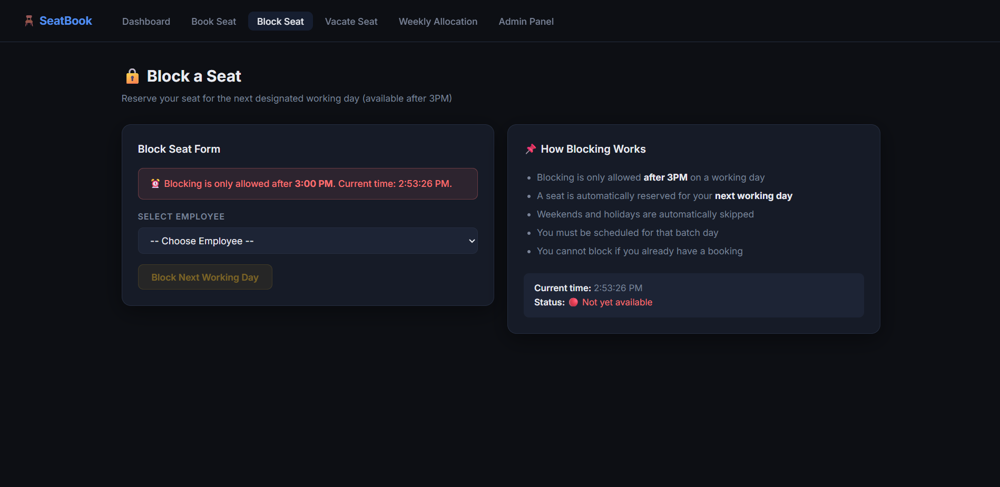 SeatBook
Dashboard
Book Seat
Block Seat
Vacate Seat
Weekly Allocation
Admin Panel
Block a Seat
Reserve your seat for the next designated working day (available after 3PM)
Block Seat Form
Blocking is only allowed after 3:00 PM. Current time: 2:53:26 PM.
SELECT EMPLOYEE
-- Choose Employee --
Block Next Working Day
How Blocking Works
Blocking is only allowed after 3PM on a working day
A seat is automatically reserved for your next working day
Weekends and holidays are automatically skipped
You must be scheduled for that batch day
You cannot block if you already have a booking
Current time: 2:53:26 PM
Status: Not yet available